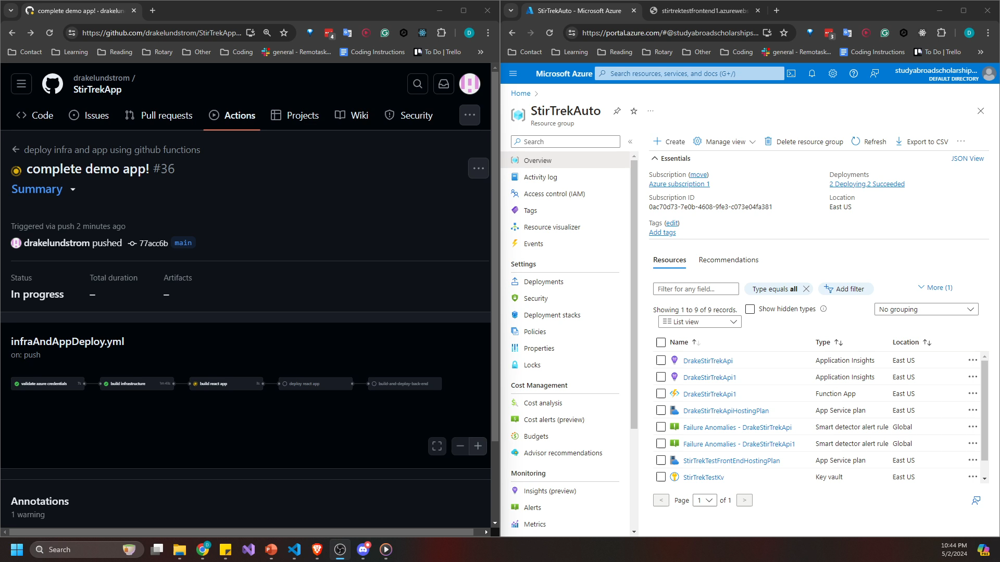 complete demo app! · drakelun
https://github.com/drakelundstrom/StirTrekApp...
4
D
Contact
Learning
Reading
Rotary
Other
Coding
general - Remotask...
Coding Instructions
To Do | Trello
drakelundstrom /
StirTrekApp
Code
Issues
Pull requests
Actions
Projects
Wiki
Security
deploy infra and app using github functions
complete demo app! #36
Summary
Triggered via push 2 minutes ago
drakelundstrom pushed 77acc6b main
Status
Total duration
Artifacts
In progress
–
–
infraAndAppDeploy.yml
on: push
validate azure credentials 7s
build infrastructure 1m 43s
build react app 3s
deploy react app
build-and-deploy-back-end
Annotations
1 warning
StirTrekAuto - Microsoft Azure
stirtrektestfrontend1.azurewebs
https://portal.azure.com/#@studyabroadscholarships...
3
D
Contact
Learning
Reading
Rotary
Other
Coding
general - Remotask...
Coding Instructions
To Do | Trello
Microsoft Azure
Search resources, services, and docs (G+/)
studyabroadscholarship...
DEFAULT DIRECTORY
Home
StirTrekAuto
Resource group
Search
Overview
Activity log
Access control (IAM)
Tags
Resource visualizer
Events
Settings
Deployments
Security
Deployment stacks
Policies
Properties
Locks
Cost Management
Cost analysis
Cost alerts (preview)
Budgets
Advisor recommendations
Monitoring
Insights (preview)
Alerts
Metrics
Create
Manage view
Delete resource group
Refresh
Export to CSV
Essentials
JSON View
Subscription (move)
Azure subscription 1
Subscription ID
0ac70d73-7e0b-4608-9fe3-c073e04fa381
Tags (edit)
Add tags
Deployments
2 Deploying,2 Succeeded
Location
East US
Resources
Recommendations
Filter for any field...
Type equals all
Add filter
More (1)
Showing 1 to 9 of 9 records.
Show hidden types
No grouping
List view
Name Type Location
DrakeStirTrekApi Application Insights East US
DrakeStirTrekApi1 Application Insights East US
DrakeStirTrekApi1 Function App East US
DrakeStirTrekApiHostingPlan App Service plan East US
Failure Anomalies - DrakeStirTrekApi Smart detector alert rule Global
Failure Anomalies - DrakeStirTrekApi1 Smart detector alert rule Global
StirTrekTestFrontEndHostingPlan App Service plan East US
StirTrekTestKv Key vault East US
< Page 1 of 1 >
Search
D
10:44 PM
5/2/2024
PRE